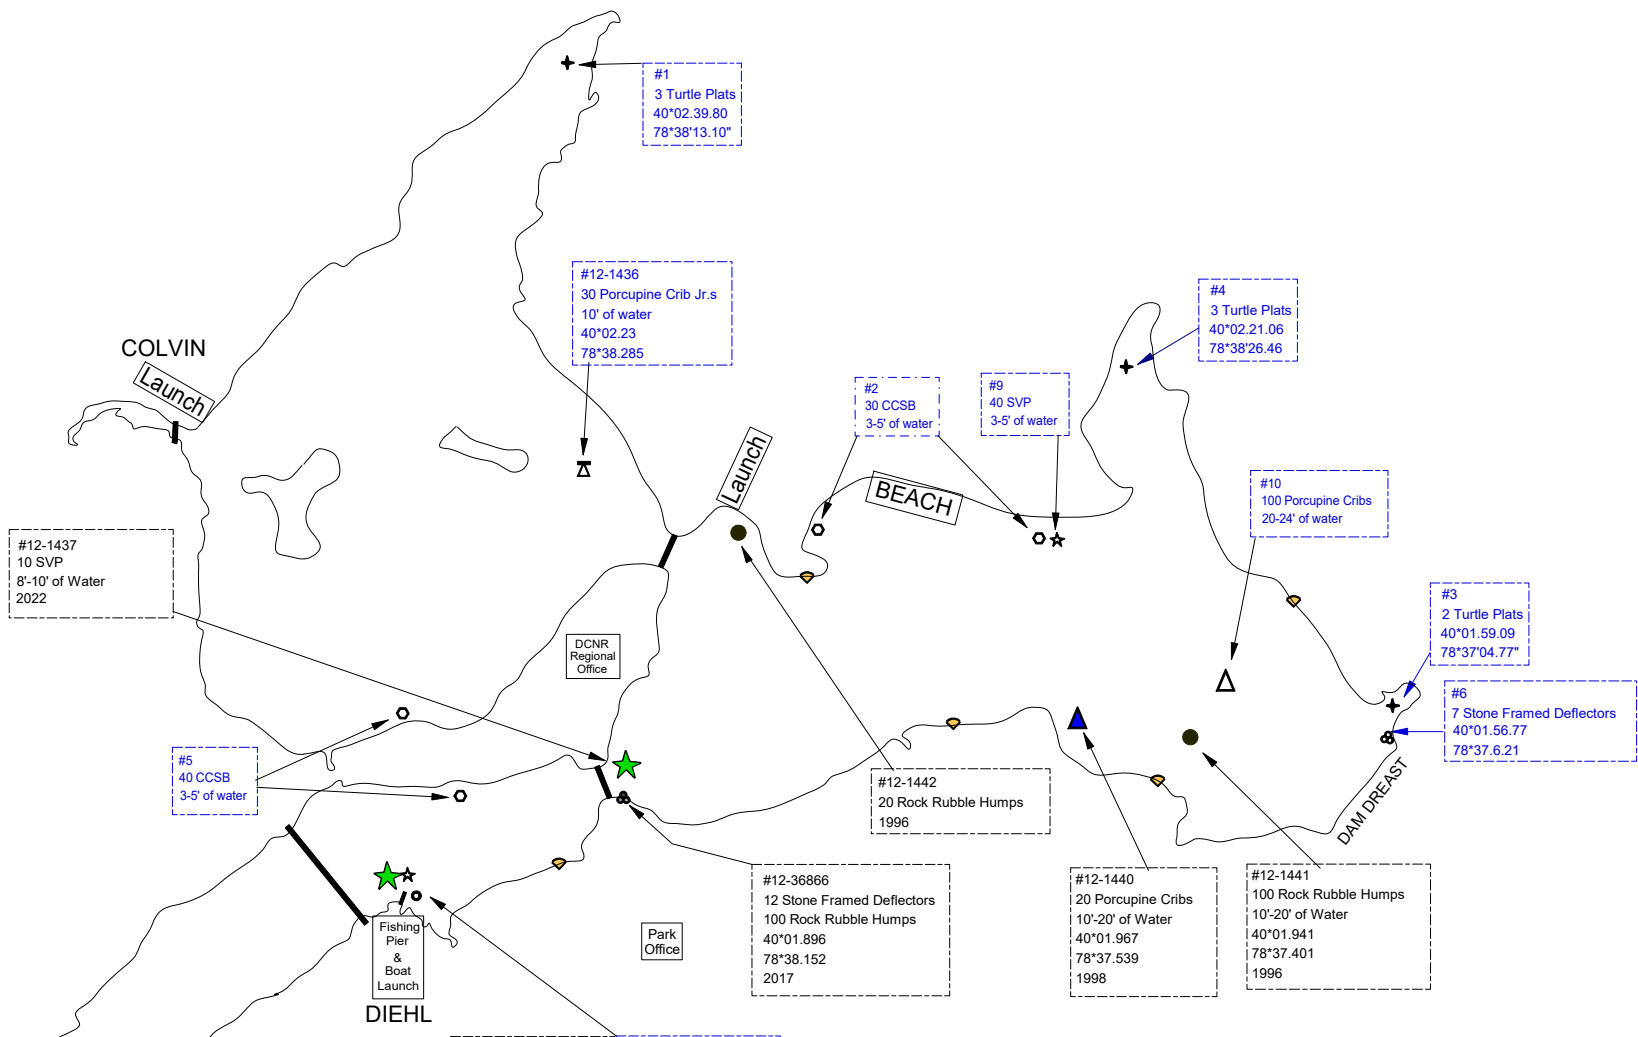 #1
3 Turtle Plats
40*02.39.80
78*38'13.10"
#12-1436
30 Porcupine Crib Jr.s
10' of water
40*02.23
78*38.285
#4
3 Turtle Plats
40*02.21.06
78*38'26.46
COLVIN
Launch
#2
30 CCSB
3-5' of water
#9
40 SVP
3-5' of water
Launch
BEACH
#10
100 Porcupine Cribs
20-24' of water
#12-1437
10 SVP
8'-10' of Water
2022
#3
2 Turtle Plats
40*01.59.09
78*37'04.77"
DCNR
Regional
Office
#6
7 Stone Framed Deflectors
40*01.56.77
78*37.6.21
#5
40 CCSB
3-5' of water
#12-1442
20 Rock Rubble Humps
1996
DAM DREAST
#12-36866
12 Stone Framed Deflectors
100 Rock Rubble Humps
40*01.896
78*38.152
2017
#12-1440
20 Porcupine Cribs
10'-20' of Water
40*01.967
78*37.539
1998
#12-1441
100 Rock Rubble Humps
10'-20' of Water
40*01.941
78*37.401
1996
Fishing
Pier
&
Boat
Launch
Park
Office
DIEHL